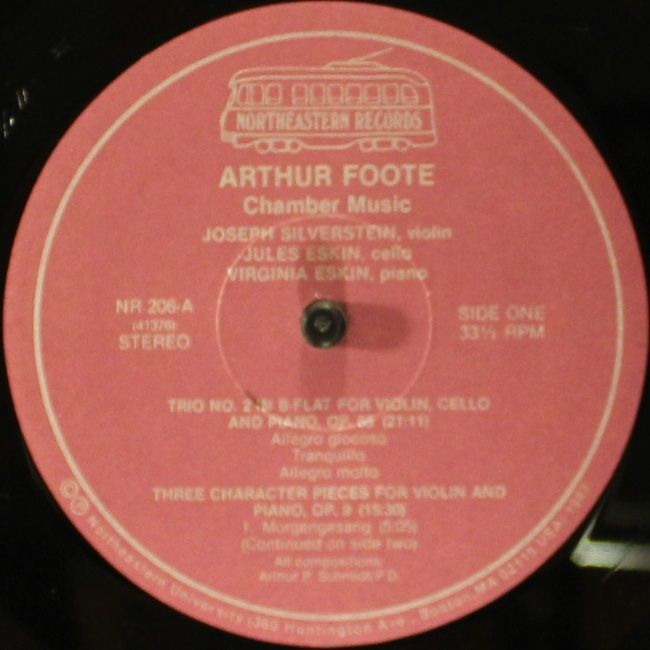 NORTHEASTERN RECORDS
ARTHUR FOOTE
Chamber Music
JOSEPH SILVERSTEIN, violin
JULES ESKIN, cello
VIRGINIA ESKIN, piano
NR 206-A
(41376)
STEREO
SIDE ONE
33⅓ RPM
TRIO NO. 2 IN B-FLAT FOR VIOLIN, CELLO
AND PIANO, OP. 65 (21:11)
Allegro giocoso
Tranquillo
Allegro molto
THREE CHARACTER PIECES FOR VIOLIN AND
PIANO, OP. 9 (15:30)
1. Morgengesang (5:05)
(Continued on side two)
All compositions:
Arthur P. Schmidt/P.D.
©℗ Northeastern University (360 Huntington Ave., Boston, MA 02115 USA)